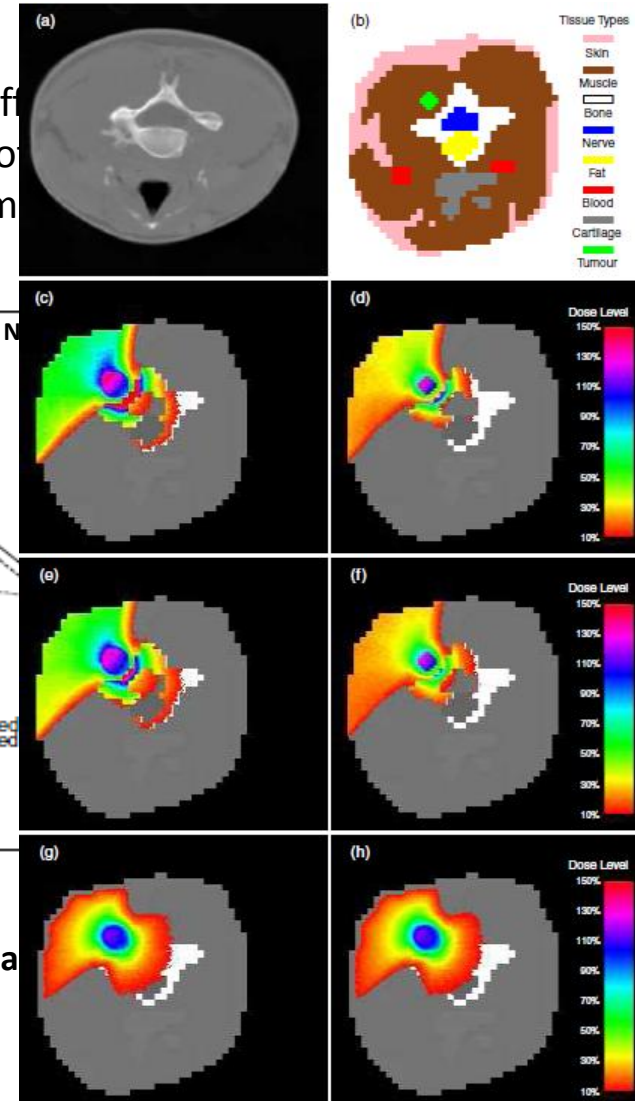 (a)
(b)
Tissue Types
Skin
Muscle
Bone
Nerve
Fat
Blood
Cartilage
Tumour
(c)
(d)
Dose Level
150%
130%
110%
90%
70%
50%
30%
10%
(e)
(f)
Dose Level
150%
130%
110%
90%
70%
50%
30%
10%
(g)
(h)
Dose Level
150%
130%
110%
90%
70%
50%
30%
10%